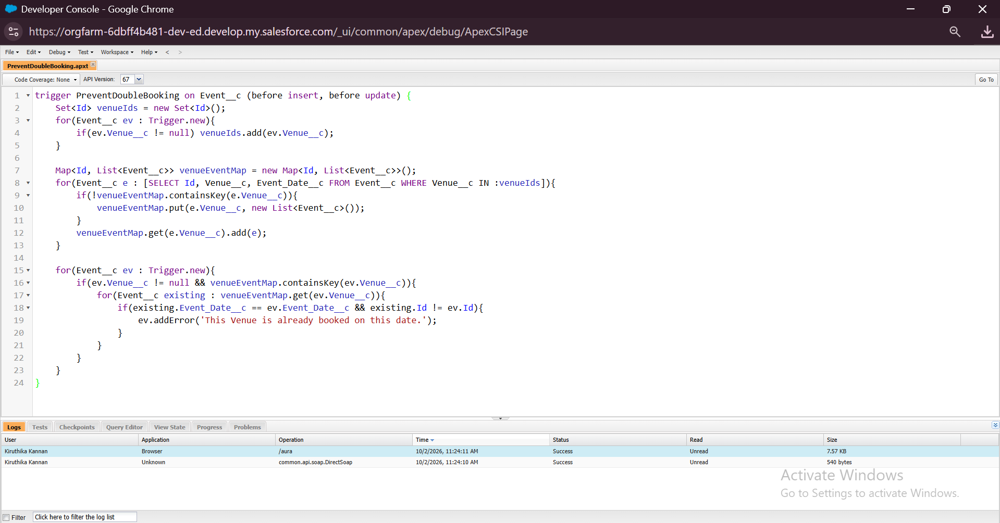 Developer Console - Google Chrome
https://orgfarm-6dbff4b481-dev-ed.develop.my.salesforce.com/_ui/common/apex/debug/ApexCSIPage
File Edit Debug Test Workspace Help < >
PreventDoubleBooking.apxt
Code Coverage: None API Version: 67 Go To
1 trigger PreventDoubleBooking on Event__c (before insert, before update) {
2     Set<Id> venueIds = new Set<Id>();
3     for(Event__c ev : Trigger.new){
4         if(ev.Venue__c != null) venueIds.add(ev.Venue__c);
5     }
6
7     Map<Id, List<Event__c>> venueEventMap = new Map<Id, List<Event__c>>();
8     for(Event__c e : [SELECT Id, Venue__c, Event_Date__c FROM Event__c WHERE Venue__c IN :venueIds]){
9         if(!venueEventMap.containsKey(e.Venue__c)){
10             venueEventMap.put(e.Venue__c, new List<Event__c>());
11         }
12         venueEventMap.get(e.Venue__c).add(e);
13     }
14
15     for(Event__c ev : Trigger.new){
16         if(ev.Venue__c != null && venueEventMap.containsKey(ev.Venue__c)){
17             for(Event__c existing : venueEventMap.get(ev.Venue__c)){
18                 if(existing.Event_Date__c == ev.Event_Date__c && existing.Id != ev.Id){
19                     ev.addError('This Venue is already booked on this date.');
20                 }
21             }
22         }
23     }
24 }
Logs Tests Checkpoints Query Editor View State Progress Problems
User Application Operation Time Status Read Size
Kiruthika Kannan Browser /aura 10/2/2026, 11:24:11 AM Success Unread 7.57 KB
Kiruthika Kannan Unknown common.api.soap.DirectSoap 10/2/2026, 11:24:10 AM Success Unread 540 bytes
Activate Windows
Go to Settings to activate Windows.
Filter Click here to filter the log list